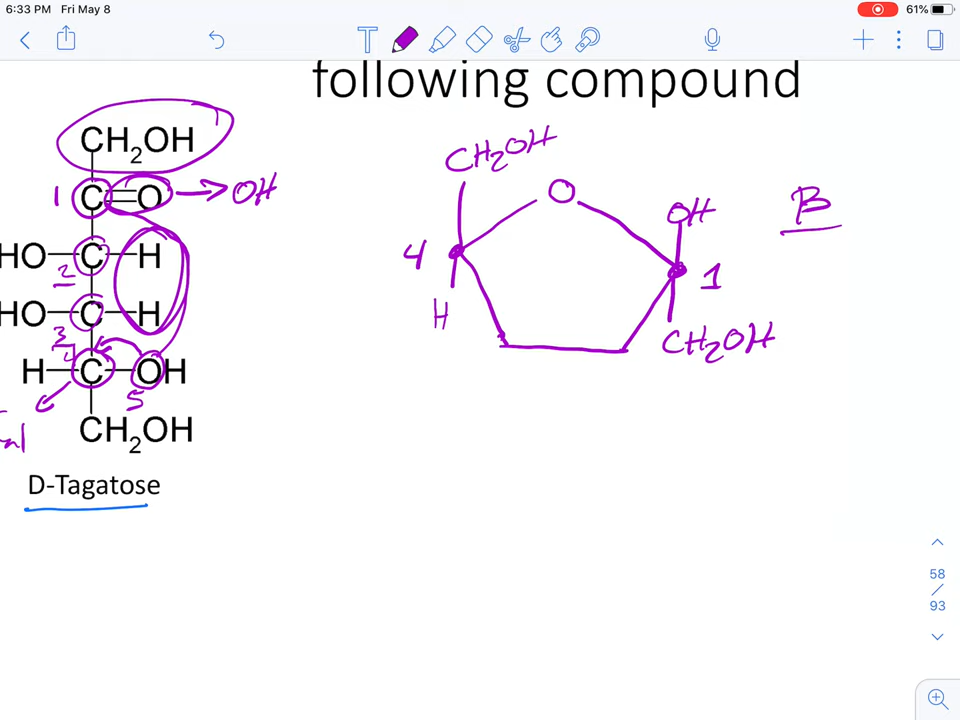 6:33 PM Fri May 8
61%
T
following compound
CH2OH
1 C=O → OH
HO C H
2
HO C H
3
4
H C OH
5
CH2OH
D-Tagatose
CH2OH
O
OH
B
4
1
H
CH2OH
58
/
93